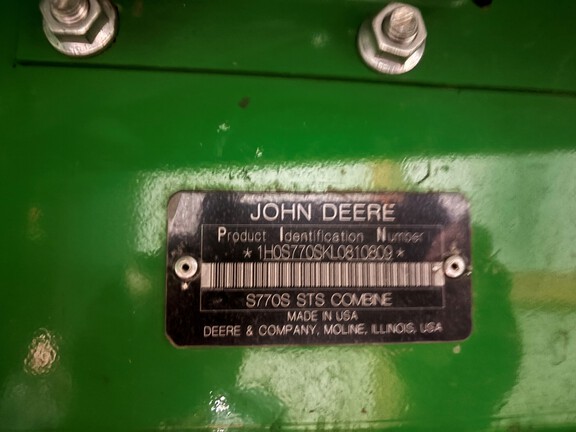 JOHN DEERE
Product Identification Number
*1H0S770SKL0810809*
S770S STS COMBINE
MADE IN USA
DEERE & COMPANY, MOLINE, ILLINOIS, USA